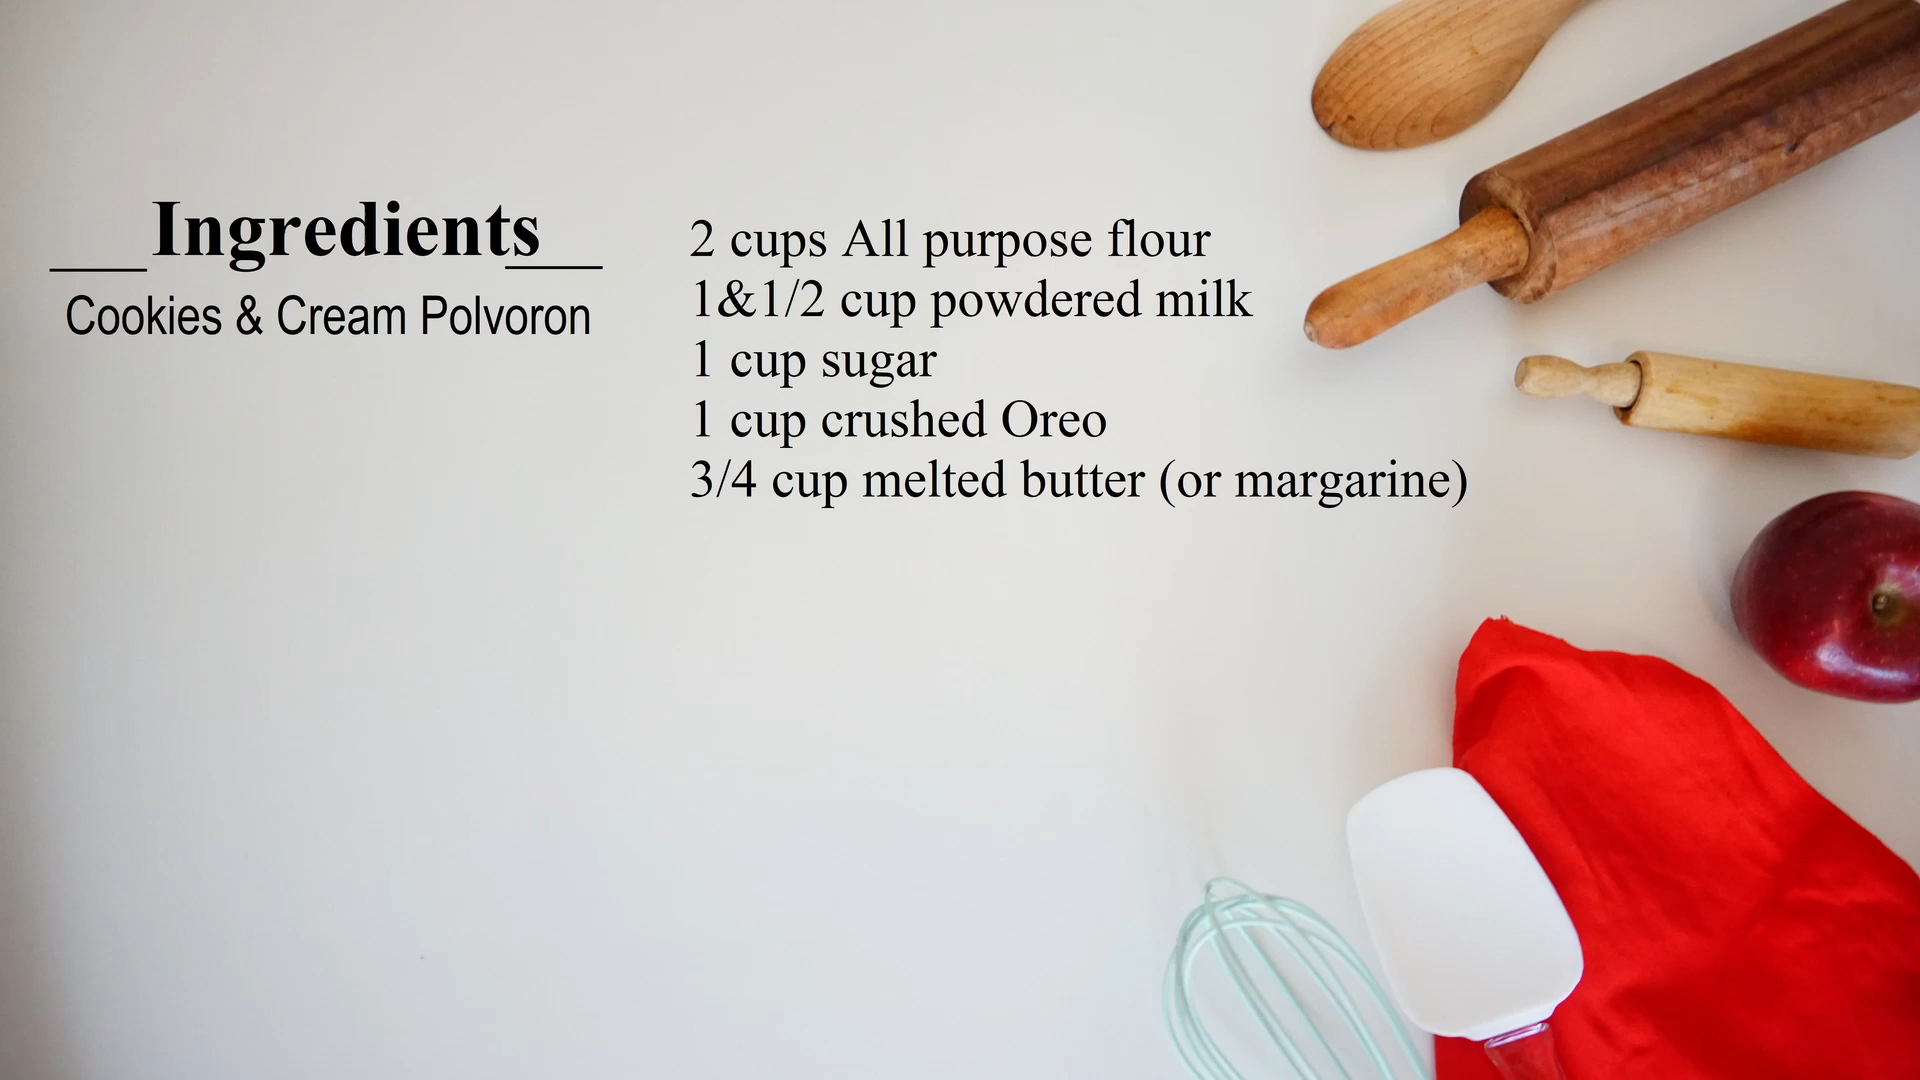 Ingredients
Cookies & Cream Polvoron
2 cups All purpose flour
1&1/2 cup powdered milk
1 cup sugar
1 cup crushed Oreo
3/4 cup melted butter (or margarine)